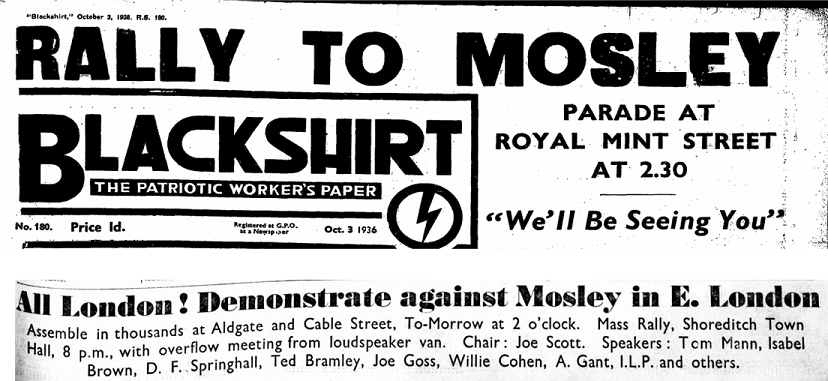 "Blackshirt," October 3, 1936. R.S. 180.
RALLY TO MOSLEY
BLACKSHIRT
THE PATRIOTIC WORKER'S PAPER
No. 180. Price 1d. Registered at G.P.O. as a Newspaper Oct. 3 1936
PARADE AT
ROYAL MINT STREET
AT 2.30
"We'll Be Seeing You"
All London! Demonstrate against Mosley in E. London
Assemble in thousands at Aldgate and Cable Street, To-Morrow at 2 o'clock. Mass Rally, Shoreditch Town
Hall, 8 p.m., with overflow meeting from loudspeaker van. Chair: Joe Scott. Speakers: Tom Mann, Isabel
Brown, D. F. Springhall, Ted Bramley, Joe Goss, Willie Cohen, A. Gant, I.L.P. and others.